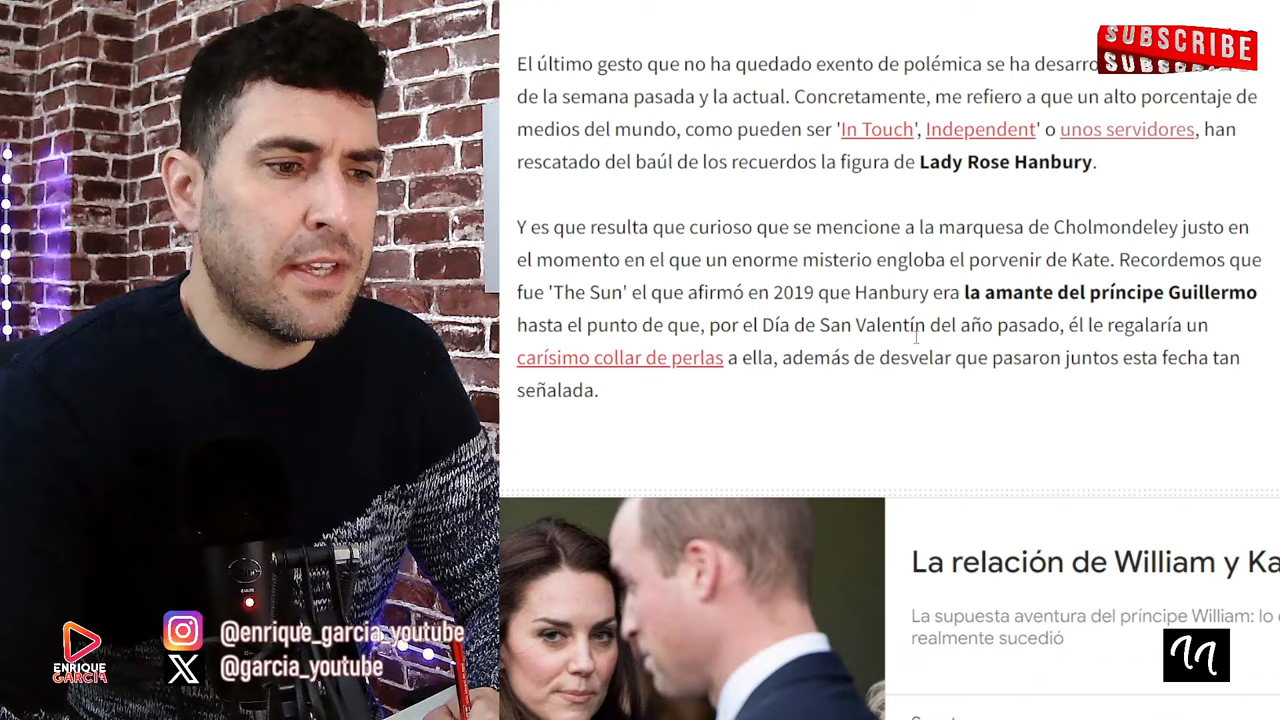 El último gesto que no ha quedado exento de polémica se ha desarro
de la semana pasada y la actual. Concretamente, me refiero a que un alto porcentaje de
medios del mundo, como pueden ser 'In Touch', Independent' o unos servidores, han
rescatado del baúl de los recuerdos la figura de Lady Rose Hanbury.
Y es que resulta que curioso que se mencione a la marquesa de Cholmondeley justo en
el momento en el que un enorme misterio engloba el porvenir de Kate. Recordemos que
fue 'The Sun' el que afirmó en 2019 que Hanbury era la amante del príncipe Guillermo
hasta el punto de que, por el Día de San Valentín del año pasado, él le regalaría un
carísimo collar de perlas a ella, además de desvelar que pasaron juntos esta fecha tan
señalada.
SUBSCRIBE
La relación de William y Ka
La supuesta aventura del príncipe William: lo
realmente sucedió
@enrique_garcia_youtube
@garcia_youtube
ENRIQUE
GARCIA